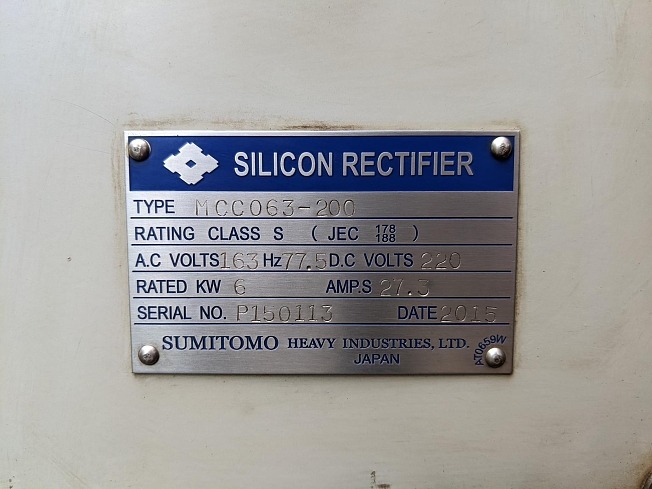 SILICON RECTIFIER
TYPE MCC063-200
RATING CLASS S ( JEC 178 188 )
A.C VOLTS 163 Hz 77.5 D.C VOLTS 220
RATED KW 6 AMP.S 27.3
SERIAL NO. P150113 DATE 2015
SUMITOMO HEAVY INDUSTRIES, LTD.
JAPAN
AT0659W